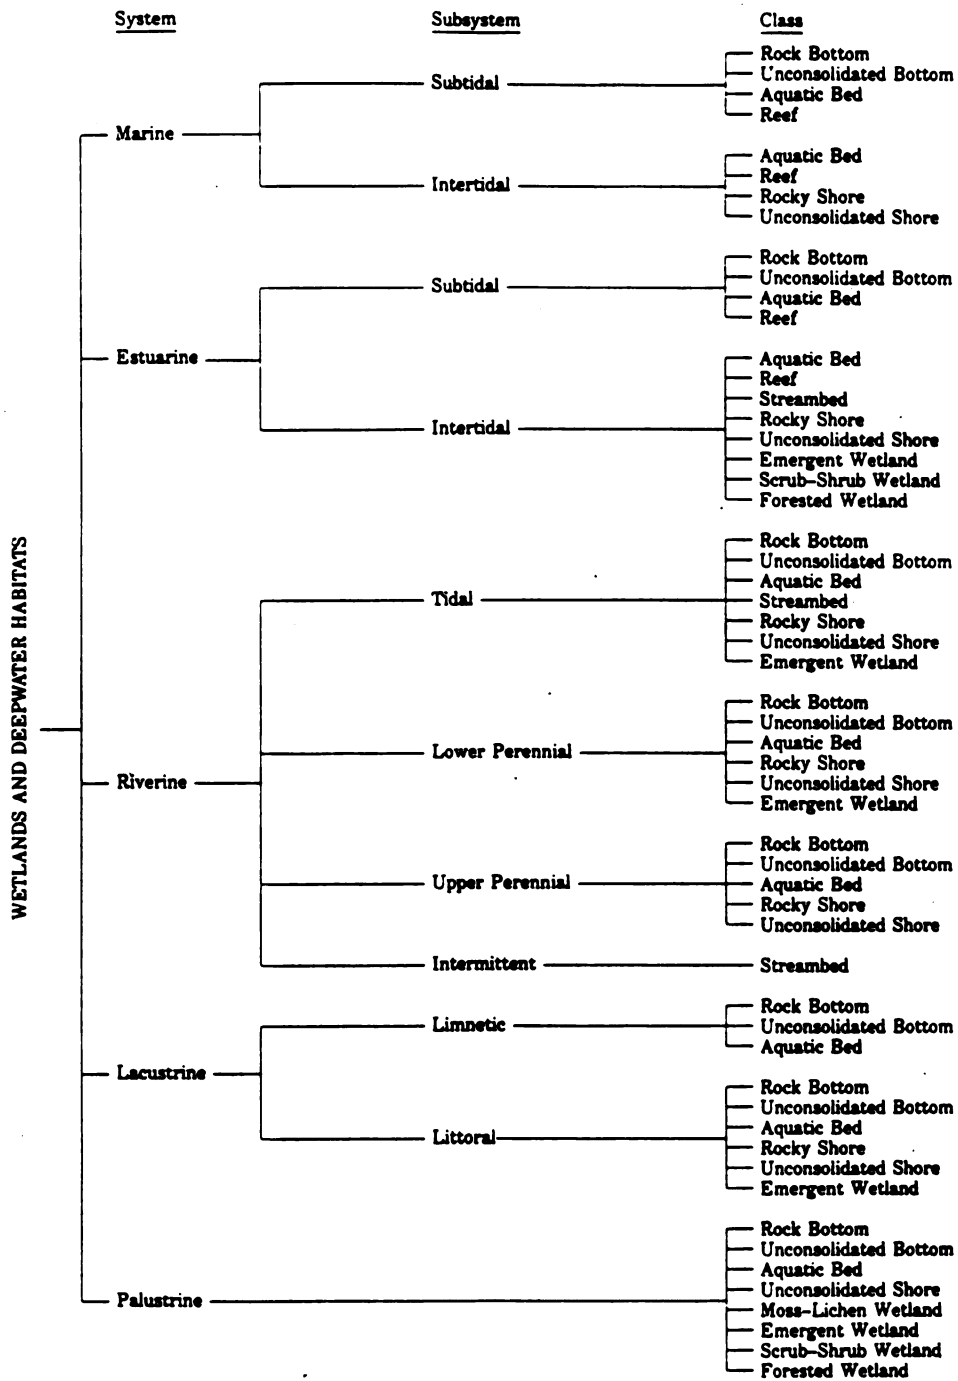 System Subsystem Class
WETLANDS AND DEEPWATER HABITATS
Marine
Subtidal
Rock Bottom
Unconsolidated Bottom
Aquatic Bed
Reef
Intertidal
Aquatic Bed
Reef
Rocky Shore
Unconsolidated Shore
Estuarine
Subtidal
Rock Bottom
Unconsolidated Bottom
Aquatic Bed
Reef
Intertidal
Aquatic Bed
Reef
Streambed
Rocky Shore
Unconsolidated Shore
Emergent Wetland
Scrub–Shrub Wetland
Forested Wetland
Riverine
Tidal
Rock Bottom
Unconsolidated Bottom
Aquatic Bed
Streambed
Rocky Shore
Unconsolidated Shore
Emergent Wetland
Lower Perennial
Rock Bottom
Unconsolidated Bottom
Aquatic Bed
Rocky Shore
Unconsolidated Shore
Emergent Wetland
Upper Perennial
Rock Bottom
Unconsolidated Bottom
Aquatic Bed
Rocky Shore
Unconsolidated Shore
Intermittent
Streambed
Lacustrine
Limnetic
Rock Bottom
Unconsolidated Bottom
Aquatic Bed
Littoral
Rock Bottom
Unconsolidated Bottom
Aquatic Bed
Rocky Shore
Unconsolidated Shore
Emergent Wetland
Palustrine
Rock Bottom
Unconsolidated Bottom
Aquatic Bed
Unconsolidated Shore
Moss–Lichen Wetland
Emergent Wetland
Scrub–Shrub Wetland
Forested Wetland